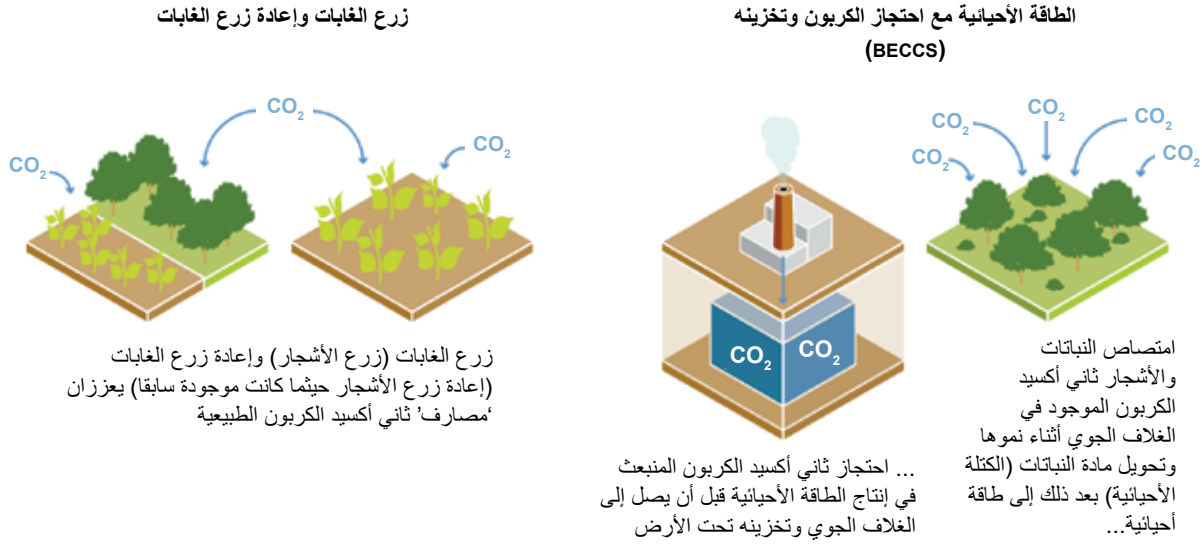 الطاقة الأحيائية مع احتجاز الكربون وتخزينه
(BECCS)
CO₂
CO₂
CO₂
CO₂
CO₂
امتصاص النباتات
والأشجار ثاني أكسيد
الكربون الموجود في
الغلاف الجوي أثناء نموها
وتحويل مادة النباتات (الكتلة
الأحيائية) بعد ذلك إلى طاقة
أحيائية...
CO₂
CO₂
... احتجاز ثاني أكسيد الكربون المنبعث
في إنتاج الطاقة الأحيائية قبل أن يصل إلى
الغلاف الجوي وتخزينه تحت الأرض
زرع الغابات وإعادة زرع الغابات
CO₂
CO₂
CO₂
زرع الغابات (زرع الأشجار) وإعادة زرع الغابات
(إعادة زرع الأشجار حيثما كانت موجودة سابقا) يعززان
‘مصارف’ ثاني أكسيد الكربون الطبيعية